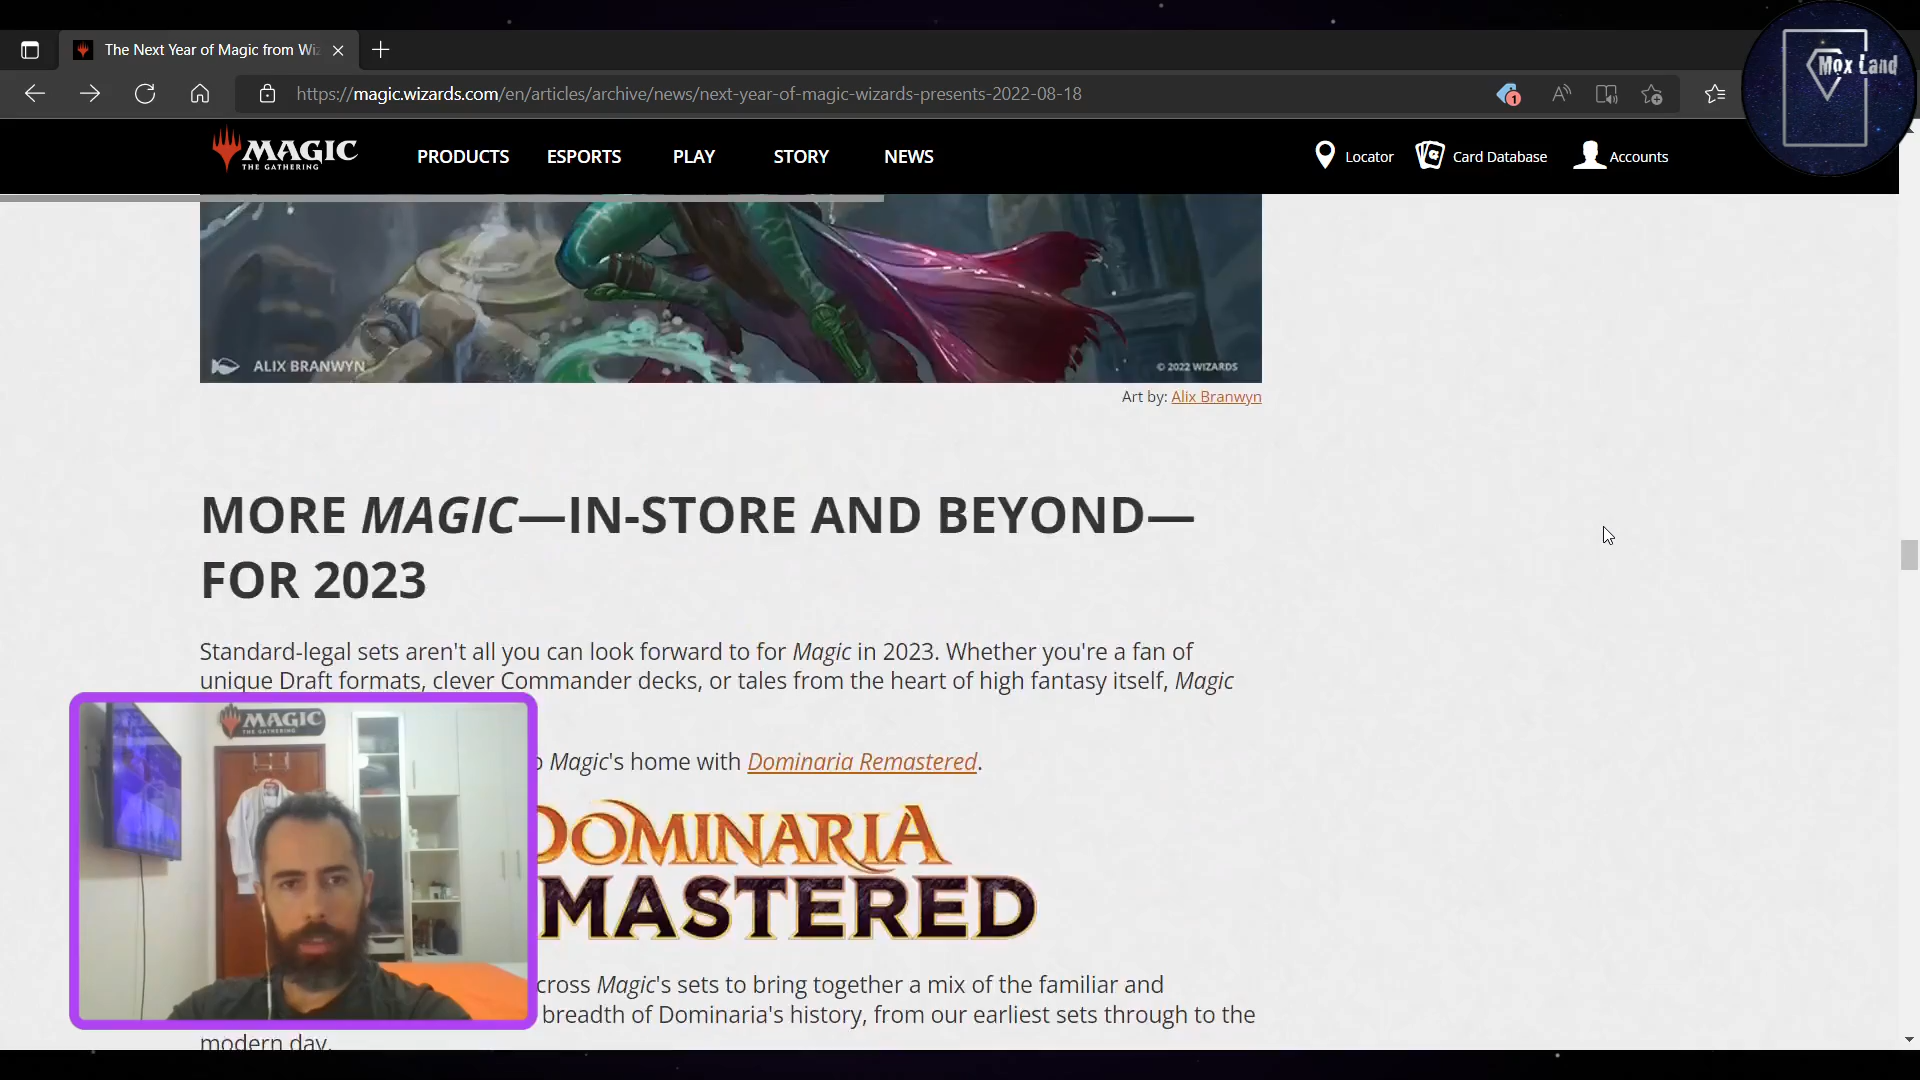 The Next Year of Magic from Wi
https://magic.wizards.com/en/articles/archive/news/next-year-of-magic-wizards-presents-2022-08-18
1
Mox Land
MAGIC
THE GATHERING
PRODUCTS
ESPORTS
PLAY
STORY
NEWS
Locator
Card Database
Accounts
ALIX BRANWYN
© 2022 WIZARDS
Art by: Alix Branwyn
MORE MAGIC—IN-STORE AND BEYOND—
FOR 2023
Standard-legal sets aren't all you can look forward to for Magic in 2023. Whether you're a fan of
unique Draft formats, clever Commander decks, or tales from the heart of high fantasy itself, Magic
Magic's home with Dominaria Remastered.
MAGIC
THE GATHERING
DOMINARIA
MASTERED
cross Magic's sets to bring together a mix of the familiar and
breadth of Dominaria's history, from our earliest sets through to the
modern day.